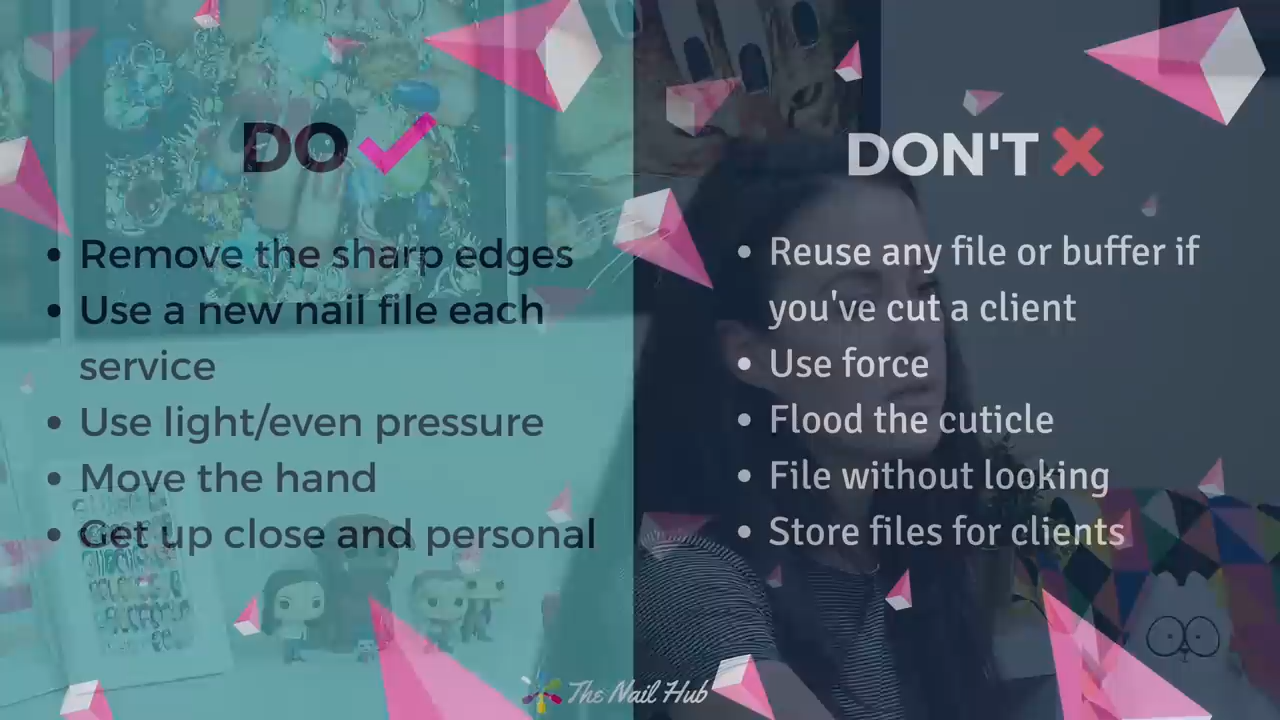 DO
• Remove the sharp edges
• Use a new nail file each
service
• Use light/even pressure
• Move the hand
• Get up close and personal
DON'T
• Reuse any file or buffer if
you've cut a client
• Use force
• Flood the cuticle
• File without looking
• Store files for clients
The Nail Hub